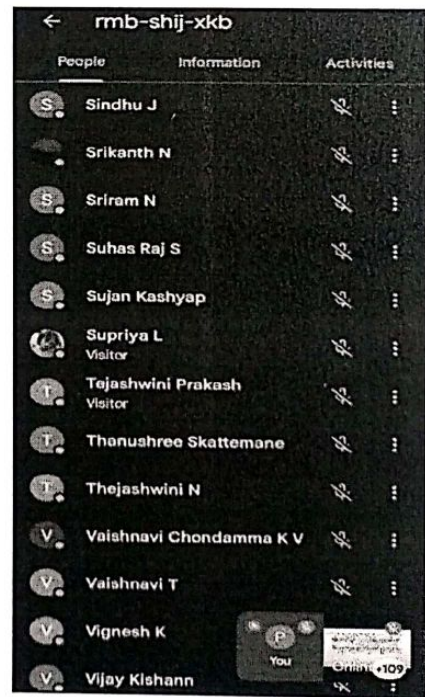 ← rmb-shij-xkb
People Information Activities
S Sindhu J
Srikanth N
S Sriram N
S Suhas Raj S
S Sujan Kashyap
Supriya L
Visitor
T Tejashwini Prakash
Visitor
T Thanushree Skattemane
T Thejashwini N
V Vaishnavi Chondamma K V
V Vaishnavi T
V Vignesh K
P
You
+109
V Vijay Kishann